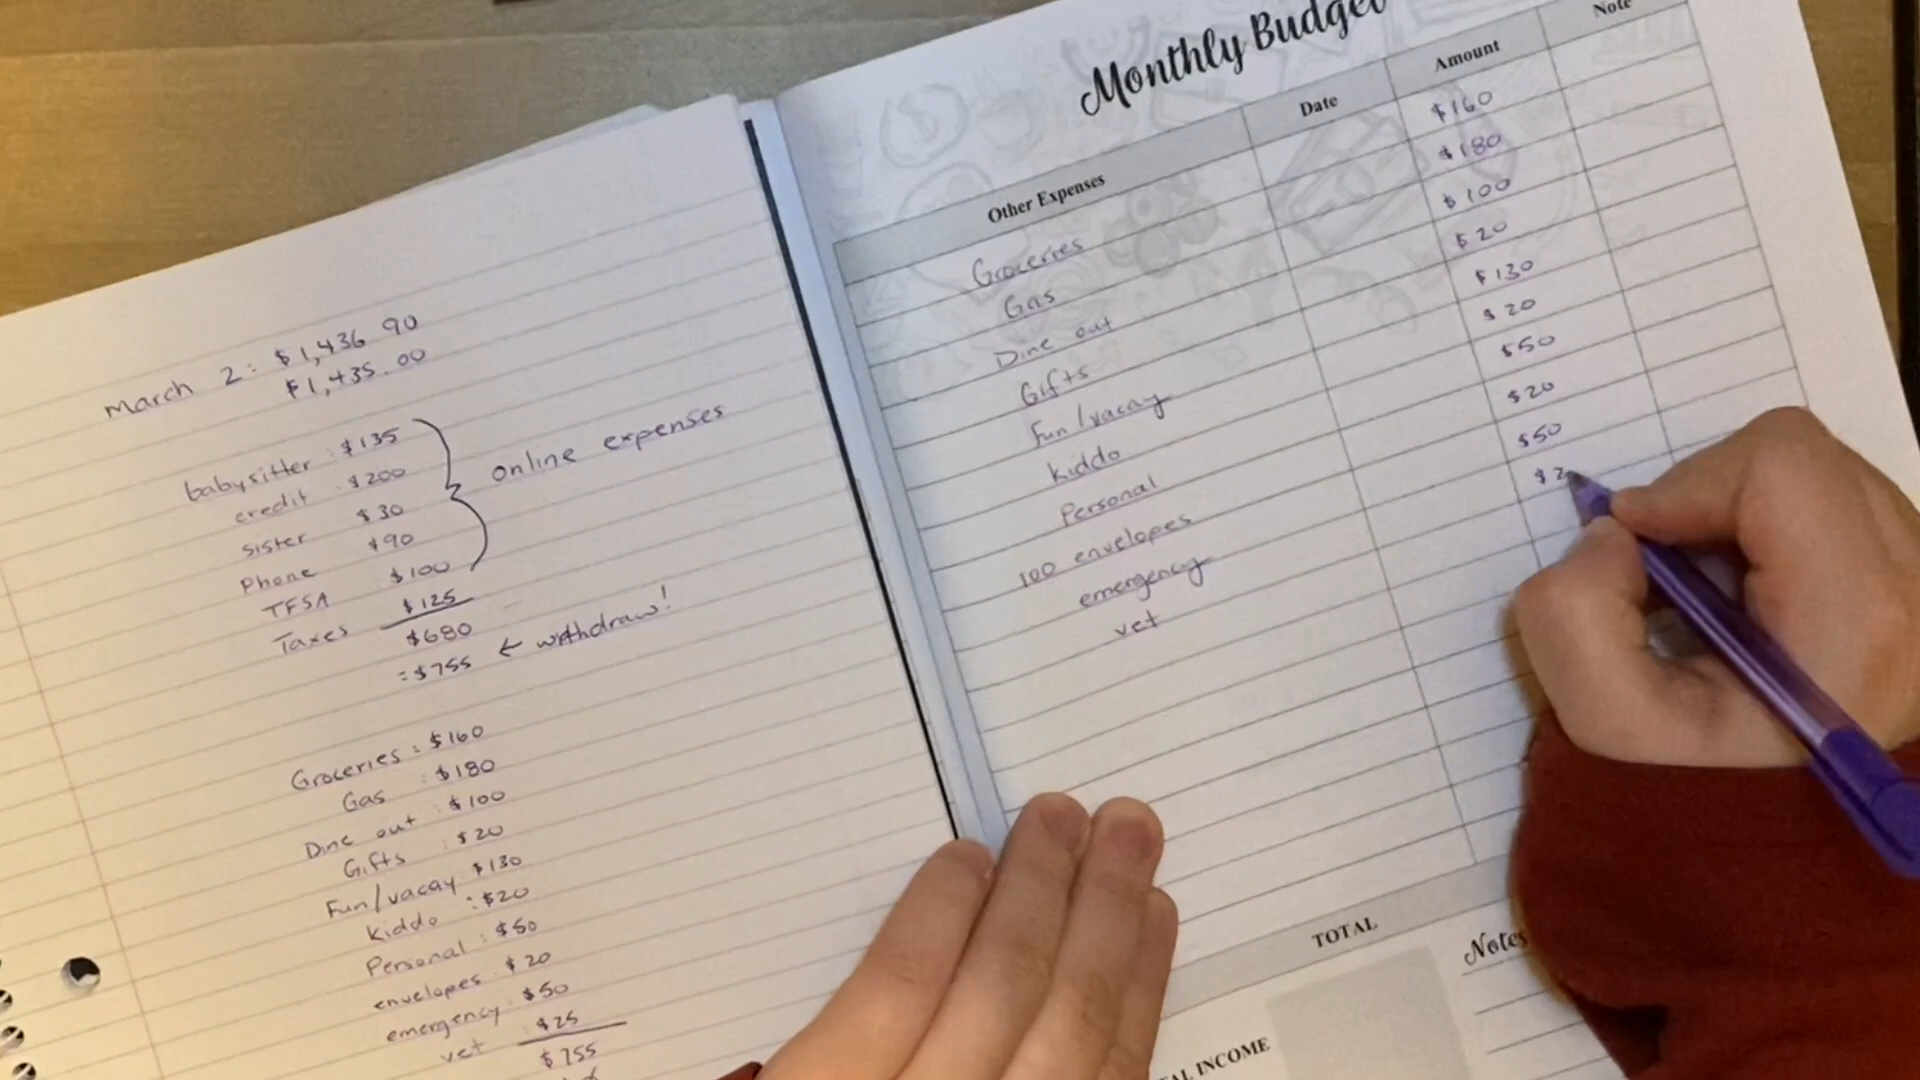 March 2: $1,436 90
$1,435.00
babysitter : $135
credit : $200
sister $30
Phone $90
TFSA $100
Taxes $125
$680
= $755 ← withdraw!
online expenses
Groceries : $160
Gas : $180
Dine out : $100
Gifts : $20
Fun/vacay $130
kiddo : $20
Personal : $50
envelopes : $20
emergency : $50
vet : $25
$755
Monthly Budget
Other Expenses Date Amount Note
Groceries $160
Gas $180
Dine out $100
Gifts $20
Fun/vacay $130
kiddo $20
Personal $50
100 envelopes $20
emergency $50
vet $2
TOTAL
Notes
INCOME